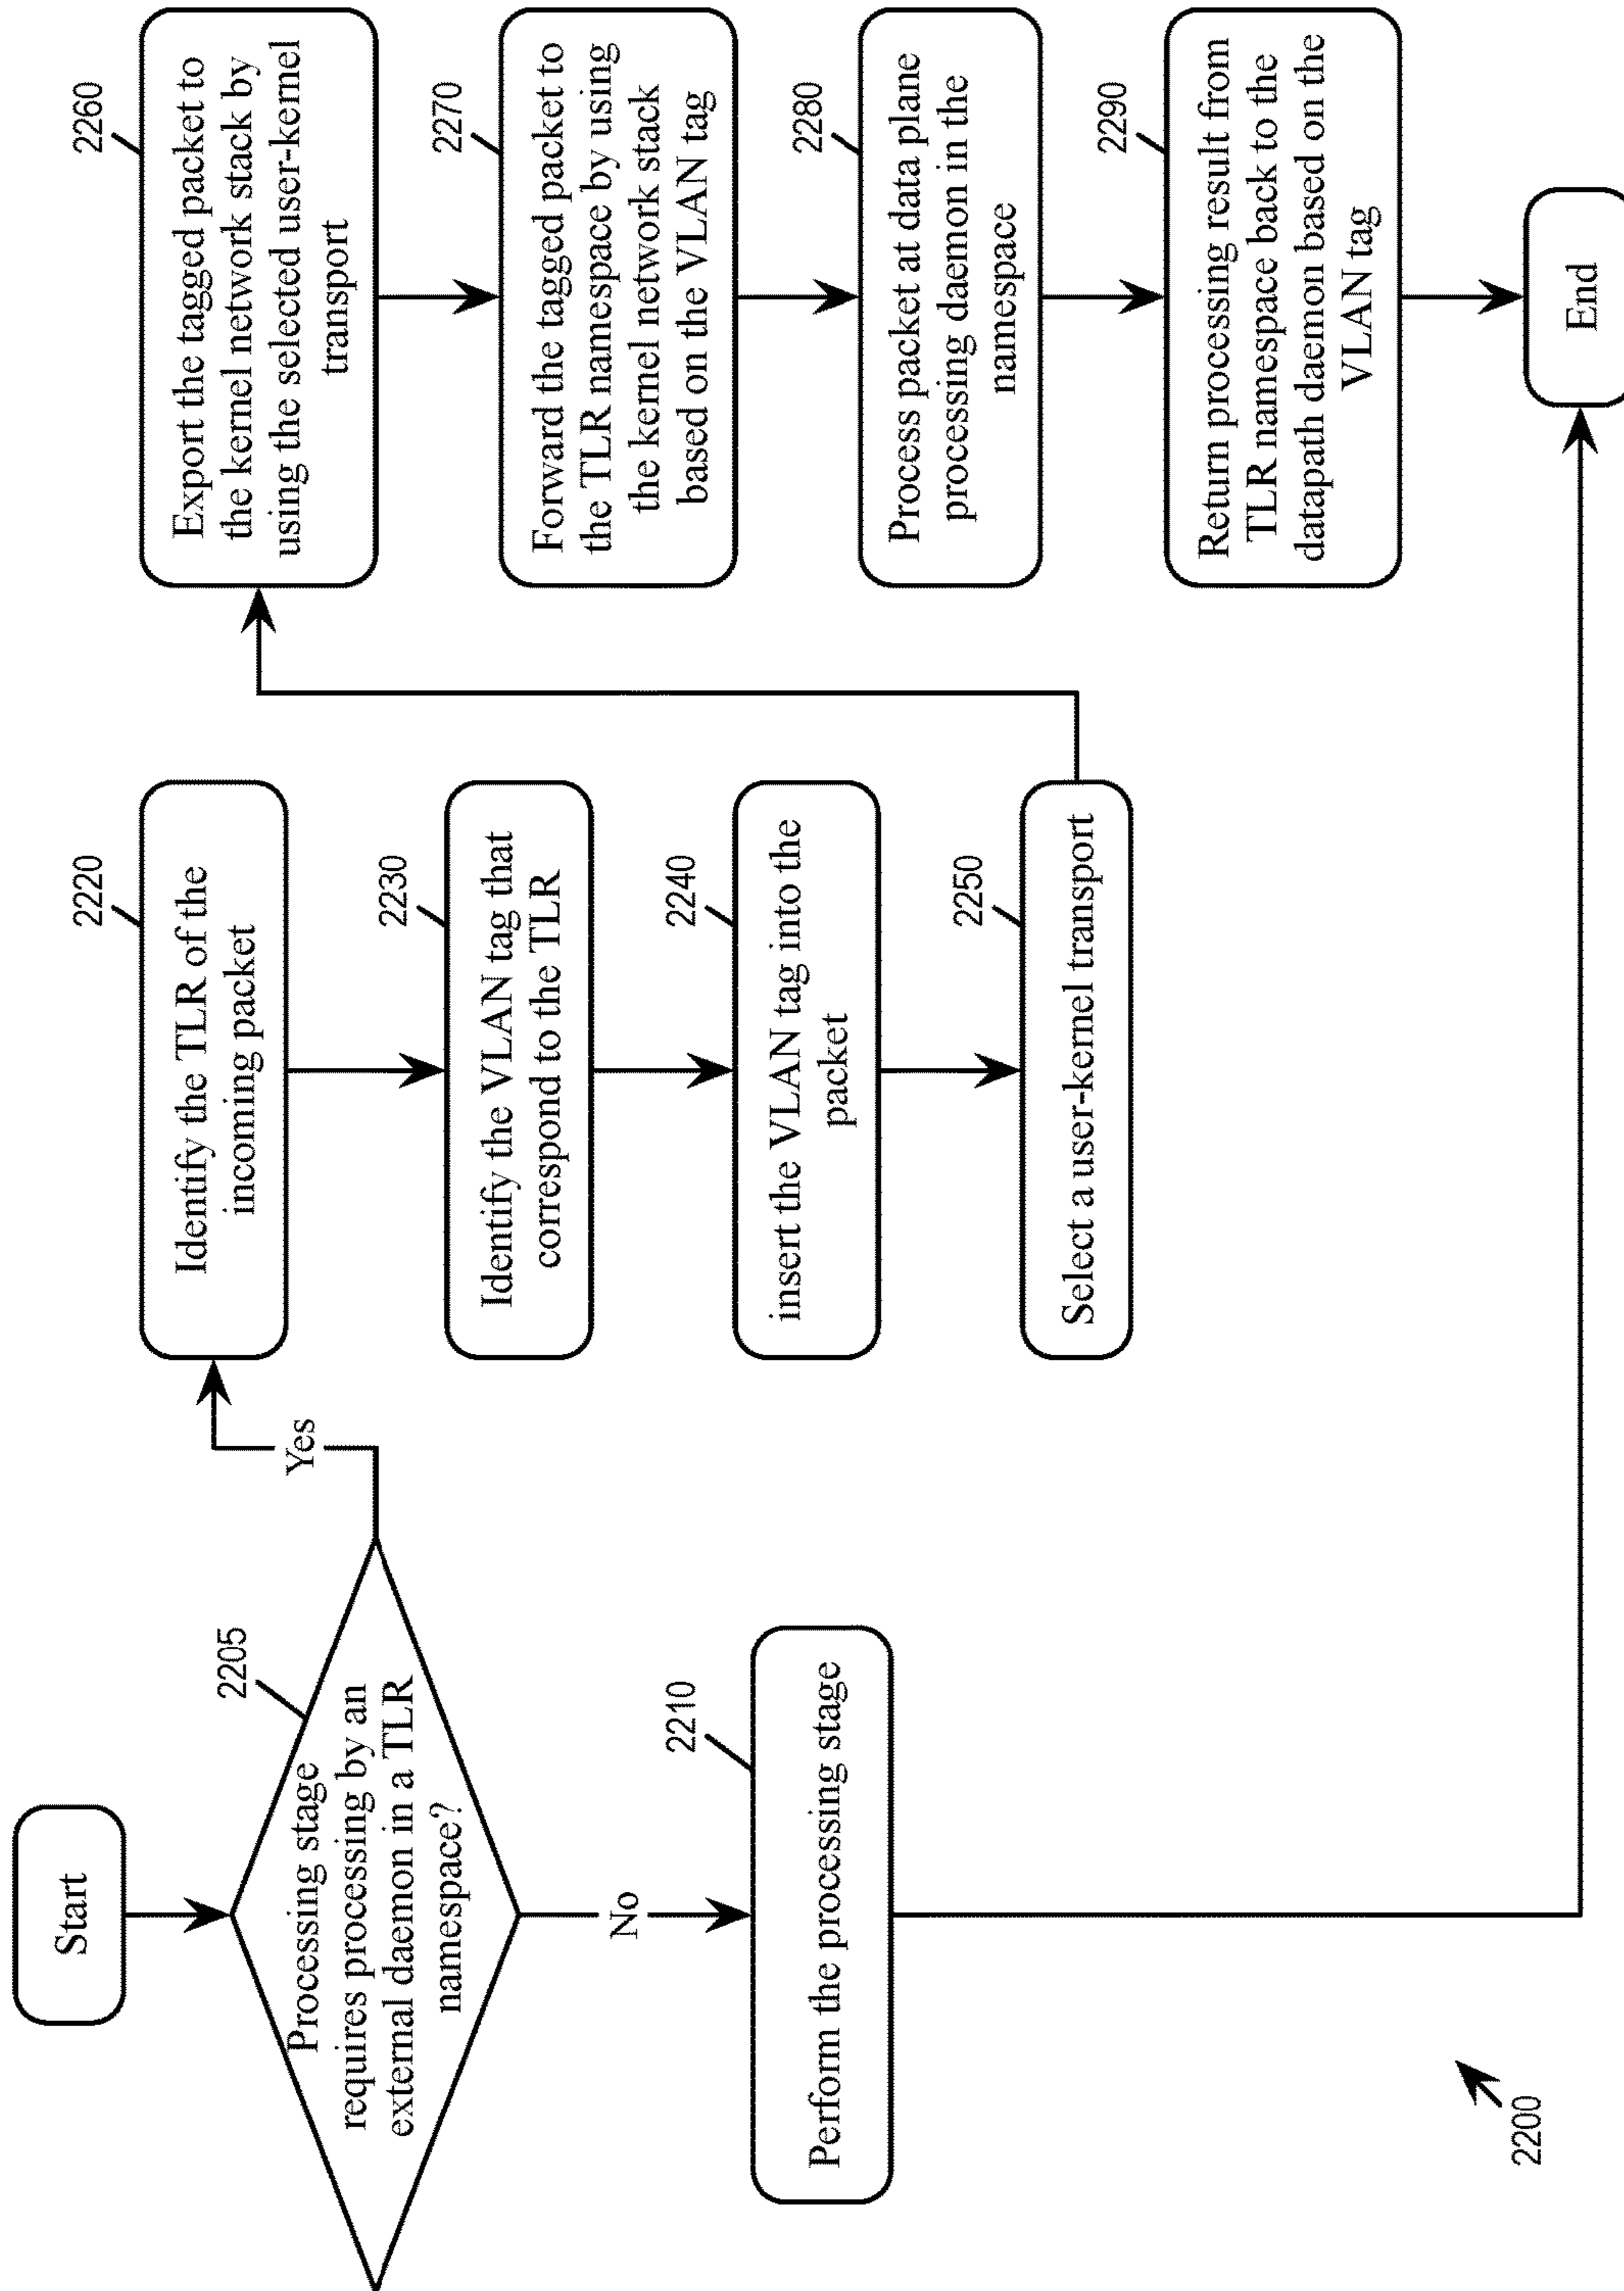 Start
2205
Processing stage
requires processing by an
external daemon in a TLR
namespace?
Yes
No
2210
Perform the processing stage
2220
Identify the TLR of the
incoming packet
2230
Identify the VLAN tag that
correspond to the TLR
2240
insert the VLAN tag into the
packet
2250
Select a user-kernel transport
2260
Export the tagged packet to
the kernel network stack by
using the selected user-kernel
transport
2270
Forward the tagged packet to
the TLR namespace by using
the kernel network stack
based on the VLAN tag
2280
Process packet at data plane
processing daemon in the
namespace
2290
Return processing result from
TLR namespace back to the
datapath daemon based on the
VLAN tag
End
2200